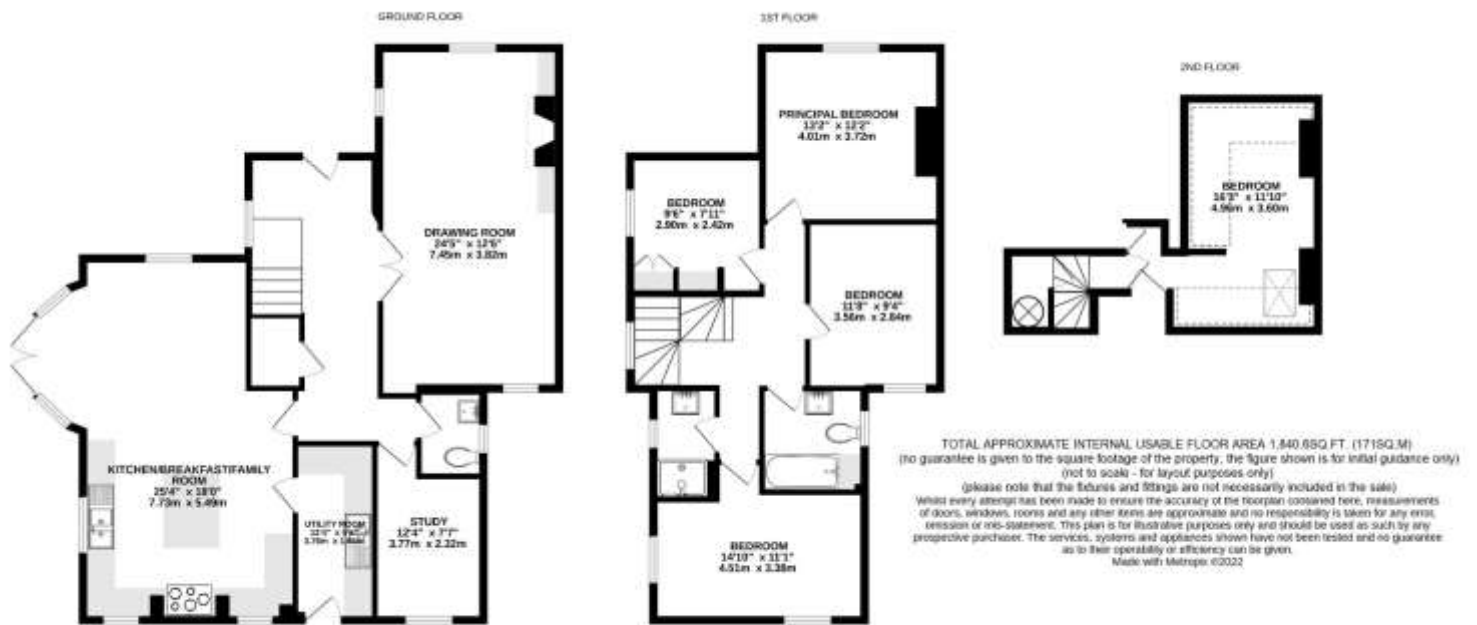 GROUND FLOOR
DRAWING ROOM
24'5" x 12'6"
7.45m x 3.82m
KITCHEN/BREAKFAST/FAMILY
ROOM
25'4" x 18'0"
7.73m x 5.49m
UTILITY ROOM
STUDY
12'4" x 7'7"
3.77m x 2.32m
1ST FLOOR
PRINCIPAL BEDROOM
13'2" x 12'2"
4.01m x 3.72m
BEDROOM
9'6" x 7'11"
2.90m x 2.42m
BEDROOM
11'8" x 9'4"
3.56m x 2.84m
BEDROOM
14'10" x 11'1"
4.51m x 3.38m
2ND FLOOR
BEDROOM
16'3" x 11'10"
4.96m x 3.60m
TOTAL APPROXIMATE INTERNAL USABLE FLOOR AREA 1,840.6SQ.FT. (171SQ.M)
(no guarantee is given to the square footage of the property, the figure shown is for initial guidance only)
(not to scale - for layout purposes only)
(please note that the fixtures and fittings are not necessarily included in the sale)
Whilst every attempt has been made to ensure the accuracy of the floorplan contained here, measurements
of doors, windows, rooms and any other items are approximate and no responsibility is taken for any error,
omission or mis-statement. This plan is for illustrative purposes only and should be used as such by any
prospective purchaser. The services, systems and appliances shown have not been tested and no guarantee
as to their operability or efficiency can be given.
Made with Metropix ©2022